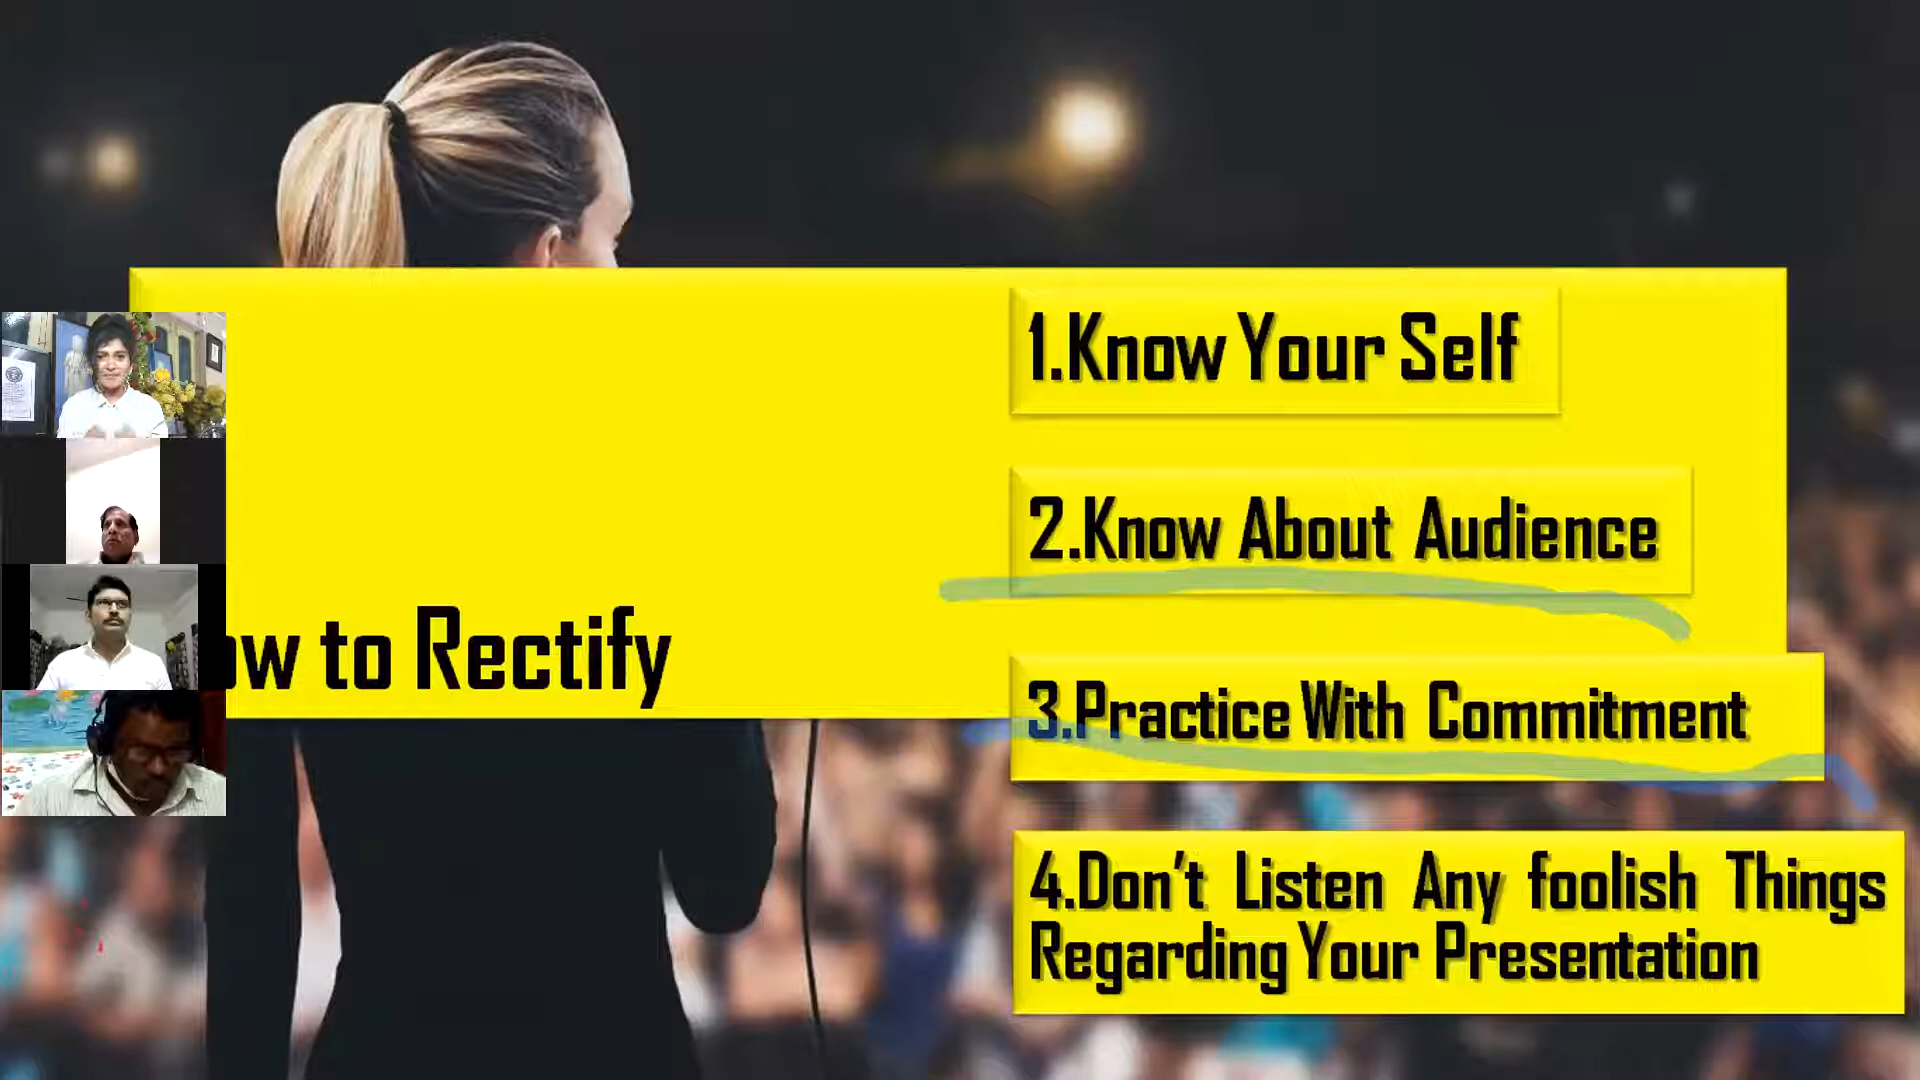 ow to Rectify
1.Know Your Self
2.Know About Audience
3.Practice With Commitment
4.Don't Listen Any foolish Things
Regarding Your Presentation